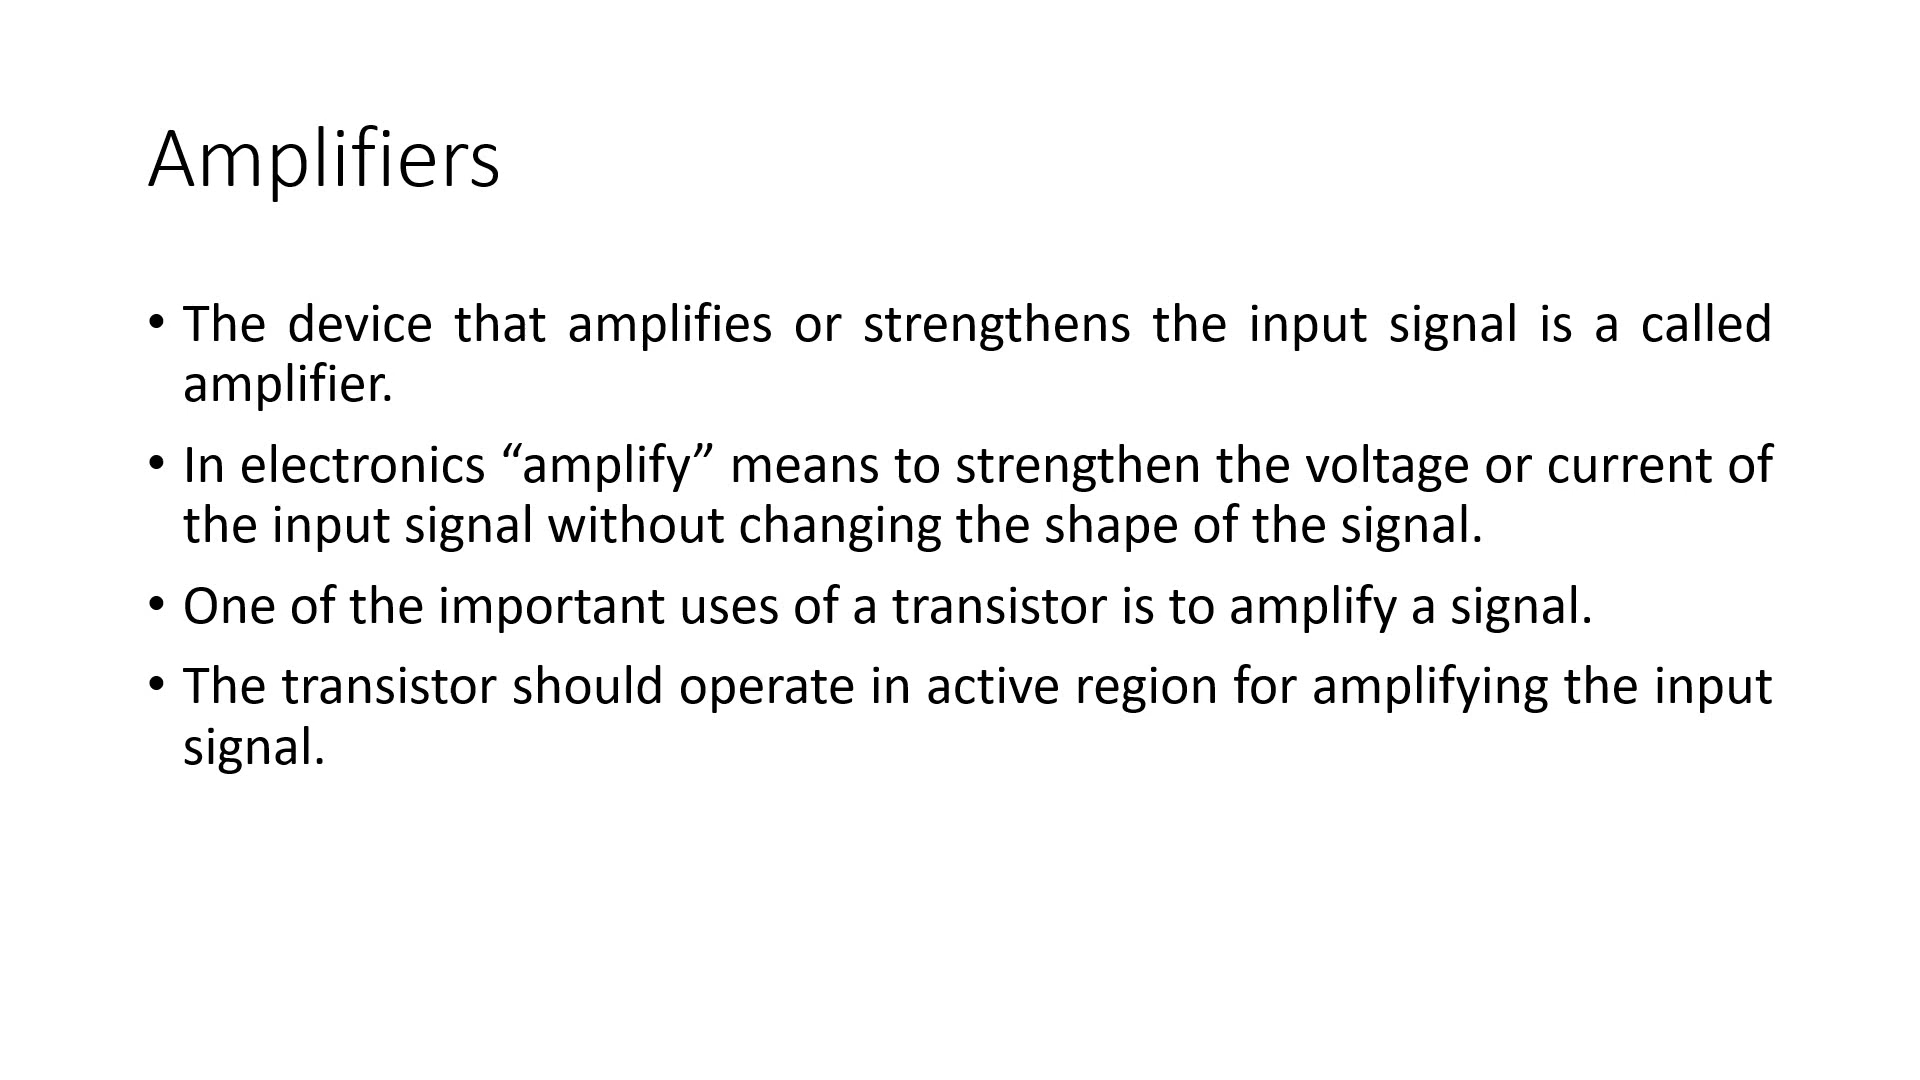 Amplifiers
• The device that amplifies or strengthens the input signal is a called
amplifier.
• In electronics “amplify” means to strengthen the voltage or current of
the input signal without changing the shape of the signal.
• One of the important uses of a transistor is to amplify a signal.
• The transistor should operate in active region for amplifying the input
signal.